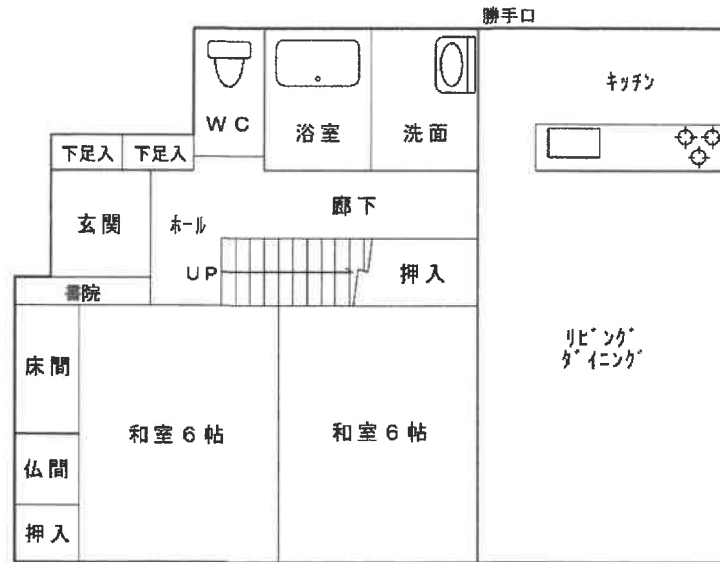 勝手口
キッチン
WC
浴室
洗面
下足入
下足入
玄関
ホール
廊下
UP
押入
書院
床間
リビング
ダイニング
和室6帖
和室6帖
仏間
押入